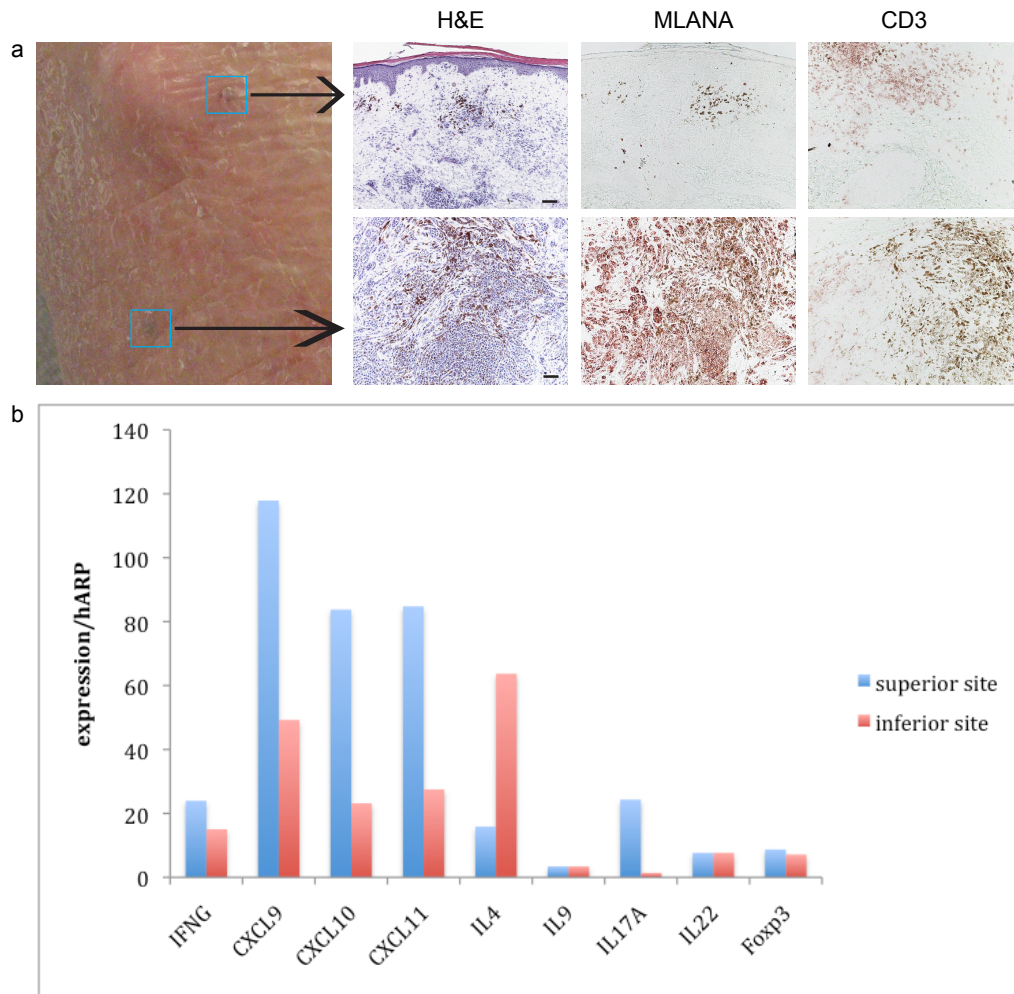 H&E MLANA CD3
a
b
140
120
100
80
60
40
20
0
expression/hARP
IFNG
CXCL9
CXCL10
CXCL11
IL4
IL9
IL17A
IL22
Foxp3
superior site
inferior site